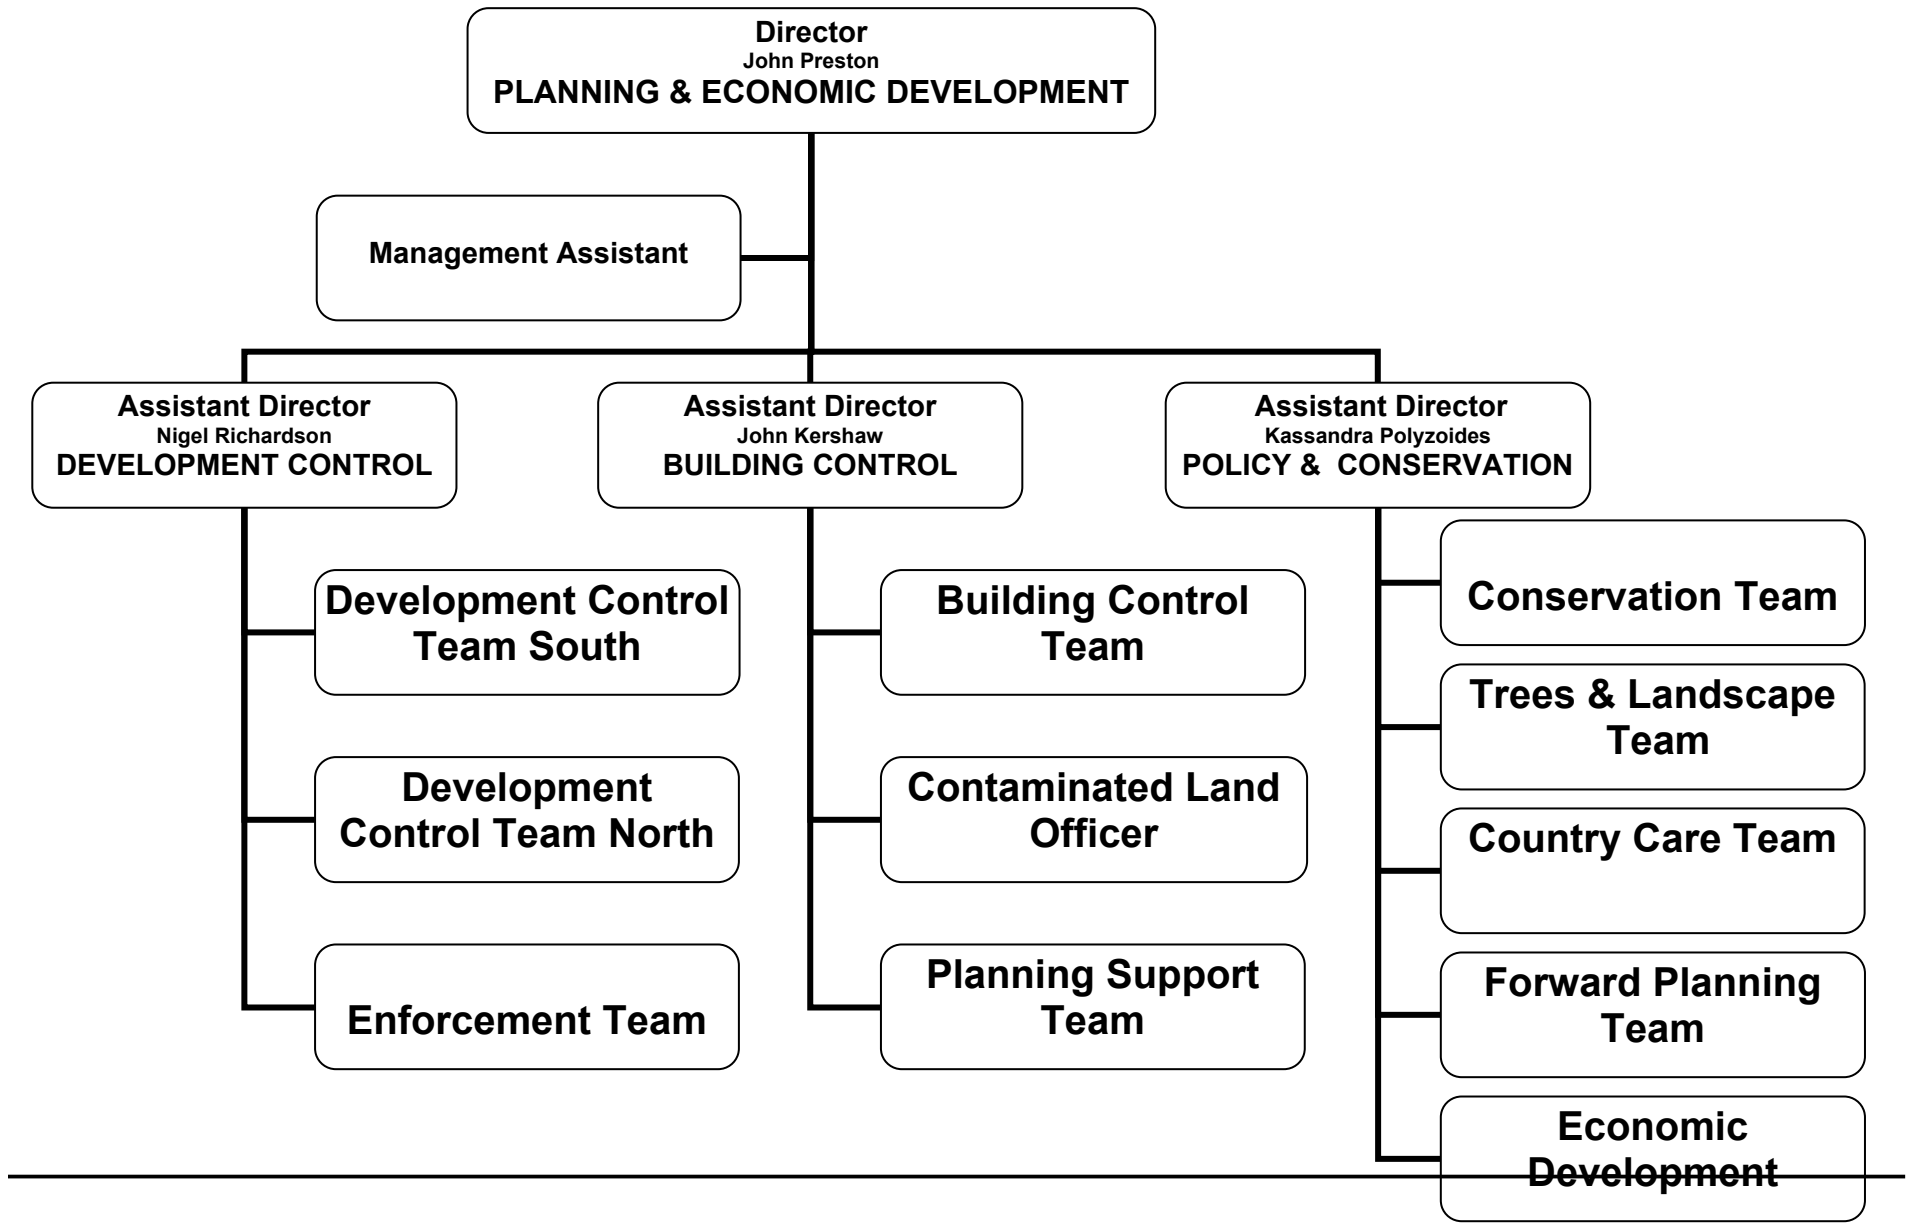 Director
John Preston
PLANNING & ECONOMIC DEVELOPMENT
Management Assistant
Assistant Director
Nigel Richardson
DEVELOPMENT CONTROL
Assistant Director
John Kershaw
BUILDING CONTROL
Assistant Director
Kassandra Polyzoides
POLICY &  CONSERVATION
Development Control
Team South
Development
Control Team North
Enforcement Team
Building Control
Team
Contaminated Land
Officer
Planning Support
Team
Conservation Team
Trees & Landscape
Team
Country Care Team
Forward Planning
Team
Economic
Development